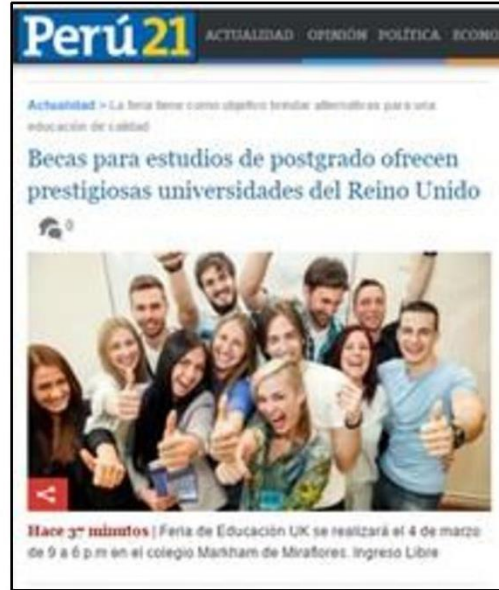 Perú21 ACTUALIDAD OPINIÓN POLÍTICA ECONO
Actualidad > La feria tiene como objetivo brindar alternativas para una
educación de calidad
Becas para estudios de postgrado ofrecen
prestigiosas universidades del Reino Unido
0
Hace 37 minutos | Feria de Educación UK se realizará el 4 de marzo
de 9 a 6 p.m en el colegio Markham de Miraflores. Ingreso Libre